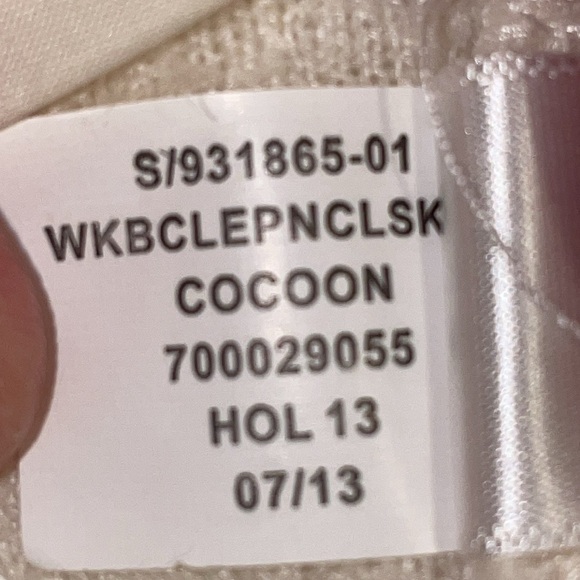 S/931865-01
WKBCLEPNCLSK
COCOON
700029055
HOL 13
07/13